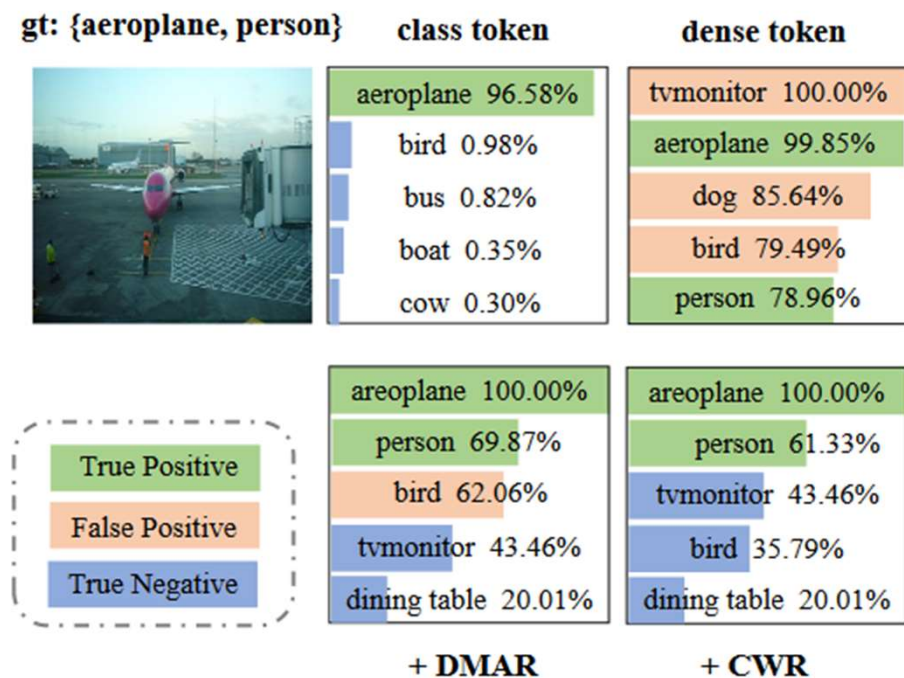 gt: {aeroplane, person}
class token
aeroplane 96.58%
bird 0.98%
bus 0.82%
boat 0.35%
cow 0.30%
dense token
tvmonitor 100.00%
aeroplane 99.85%
dog 85.64%
bird 79.49%
person 78.96%
True Positive
False Positive
True Negative
areoplane 100.00%
person 69.87%
bird 62.06%
tvmonitor 43.46%
dining table 20.01%
+ DMAR
areoplane 100.00%
person 61.33%
tvmonitor 43.46%
bird 35.79%
dining table 20.01%
+ CWR